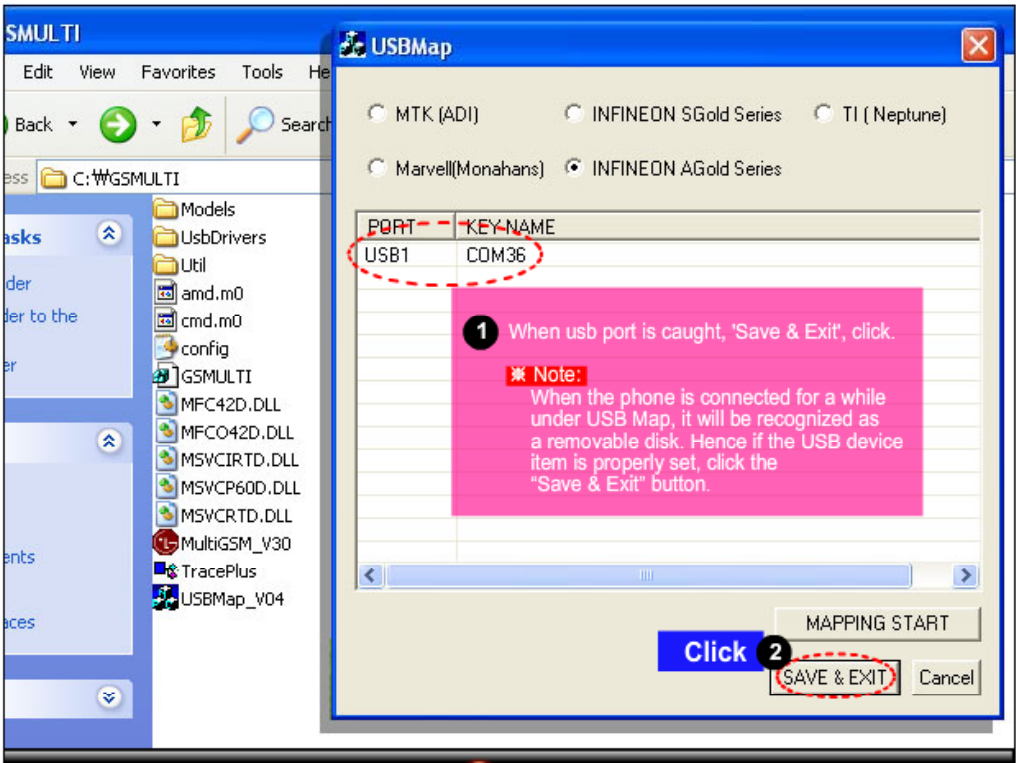 SMULTI
Edit View Favorites Tools He
Back
Search
ess C:₩GSMULTI
asks
der
der to the
er
ents
aces
Models
UsbDrivers
Util
amd.m0
cmd.m0
config
GSMULTI
MFC42D.DLL
MFCO42D.DLL
MSVCIRTD.DLL
MSVCP60D.DLL
MSVCRTD.DLL
MultiGSM_V30
TracePlus
USBMap_V04
USBMap
MTK (ADI) INFINEON SGold Series TI ( Neptune)
Marvell(Monahans) INFINEON AGold Series
PORT KEY-NAME
USB1 COM36
1 When usb port is caught, 'Save & Exit', click.
※ Note:
When the phone is connected for a while
under USB Map, it will be recognized as
a removable disk. Hence if the USB device
item is properly set, click the
“Save & Exit” button.
MAPPING START
Click 2
SAVE & EXIT Cancel